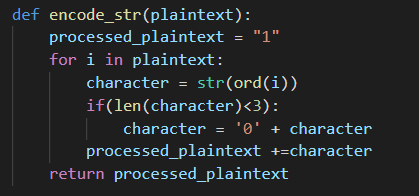 def encode_str(plaintext):
    processed_plaintext = "1"
    for i in plaintext:
        character = str(ord(i))
        if(len(character)<3):
            character = '0' + character
        processed_plaintext +=character
    return processed_plaintext